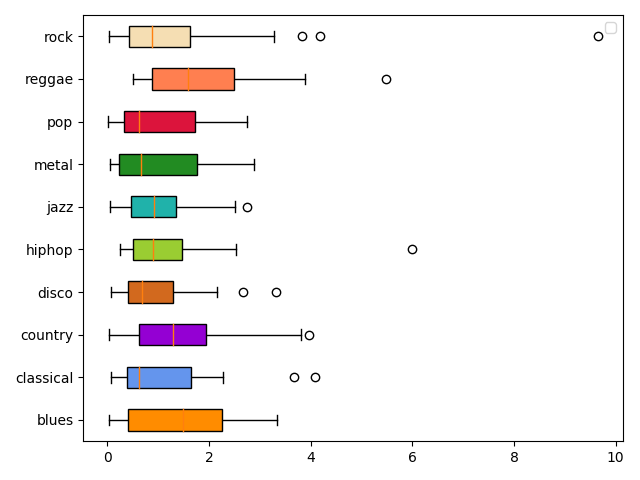 rock
reggae
pop
metal
jazz
hiphop
disco
country
classical
blues
0 2 4 6 8 10